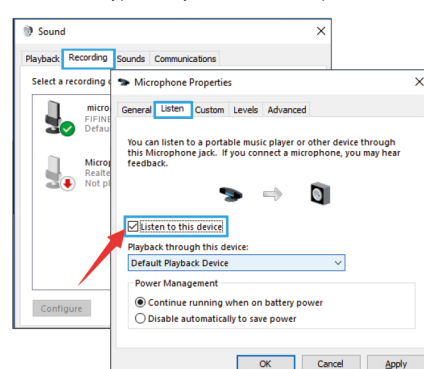 Sound
Playback Recording Sounds Communications
Select a recording
micro
FIFINE
Defau
Microp
Realte
Not pl
Configure
Microphone Properties
General Listen Custom Levels Advanced
You can listen to a portable music player or other device through
this Microphone jack. If you connect a microphone, you may hear
feedback.
Listen to this device
Playback through this device:
Default Playback Device
Power Management
Continue running when on battery power
Disable automatically to save power
OK Cancel Apply